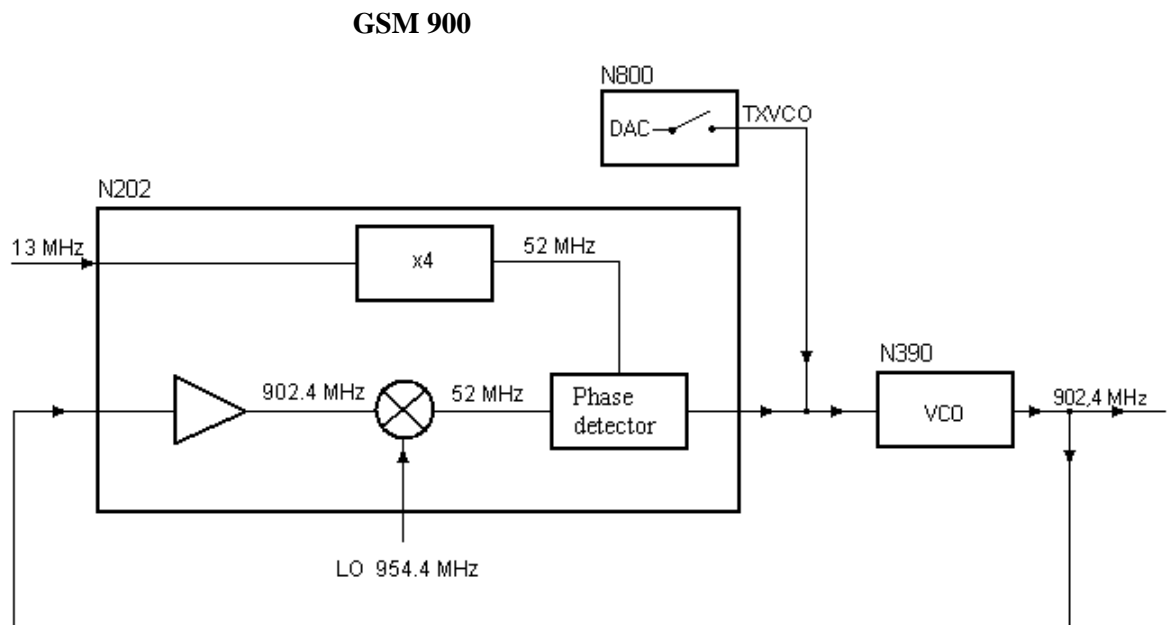 GSM 900
N800
DAC
TXVCO
N202
13 MHz
x4
52 MHz
N390
902.4 MHz
52 MHz
Phase
detector
VCO
902,4 MHz
LO 954.4 MHz